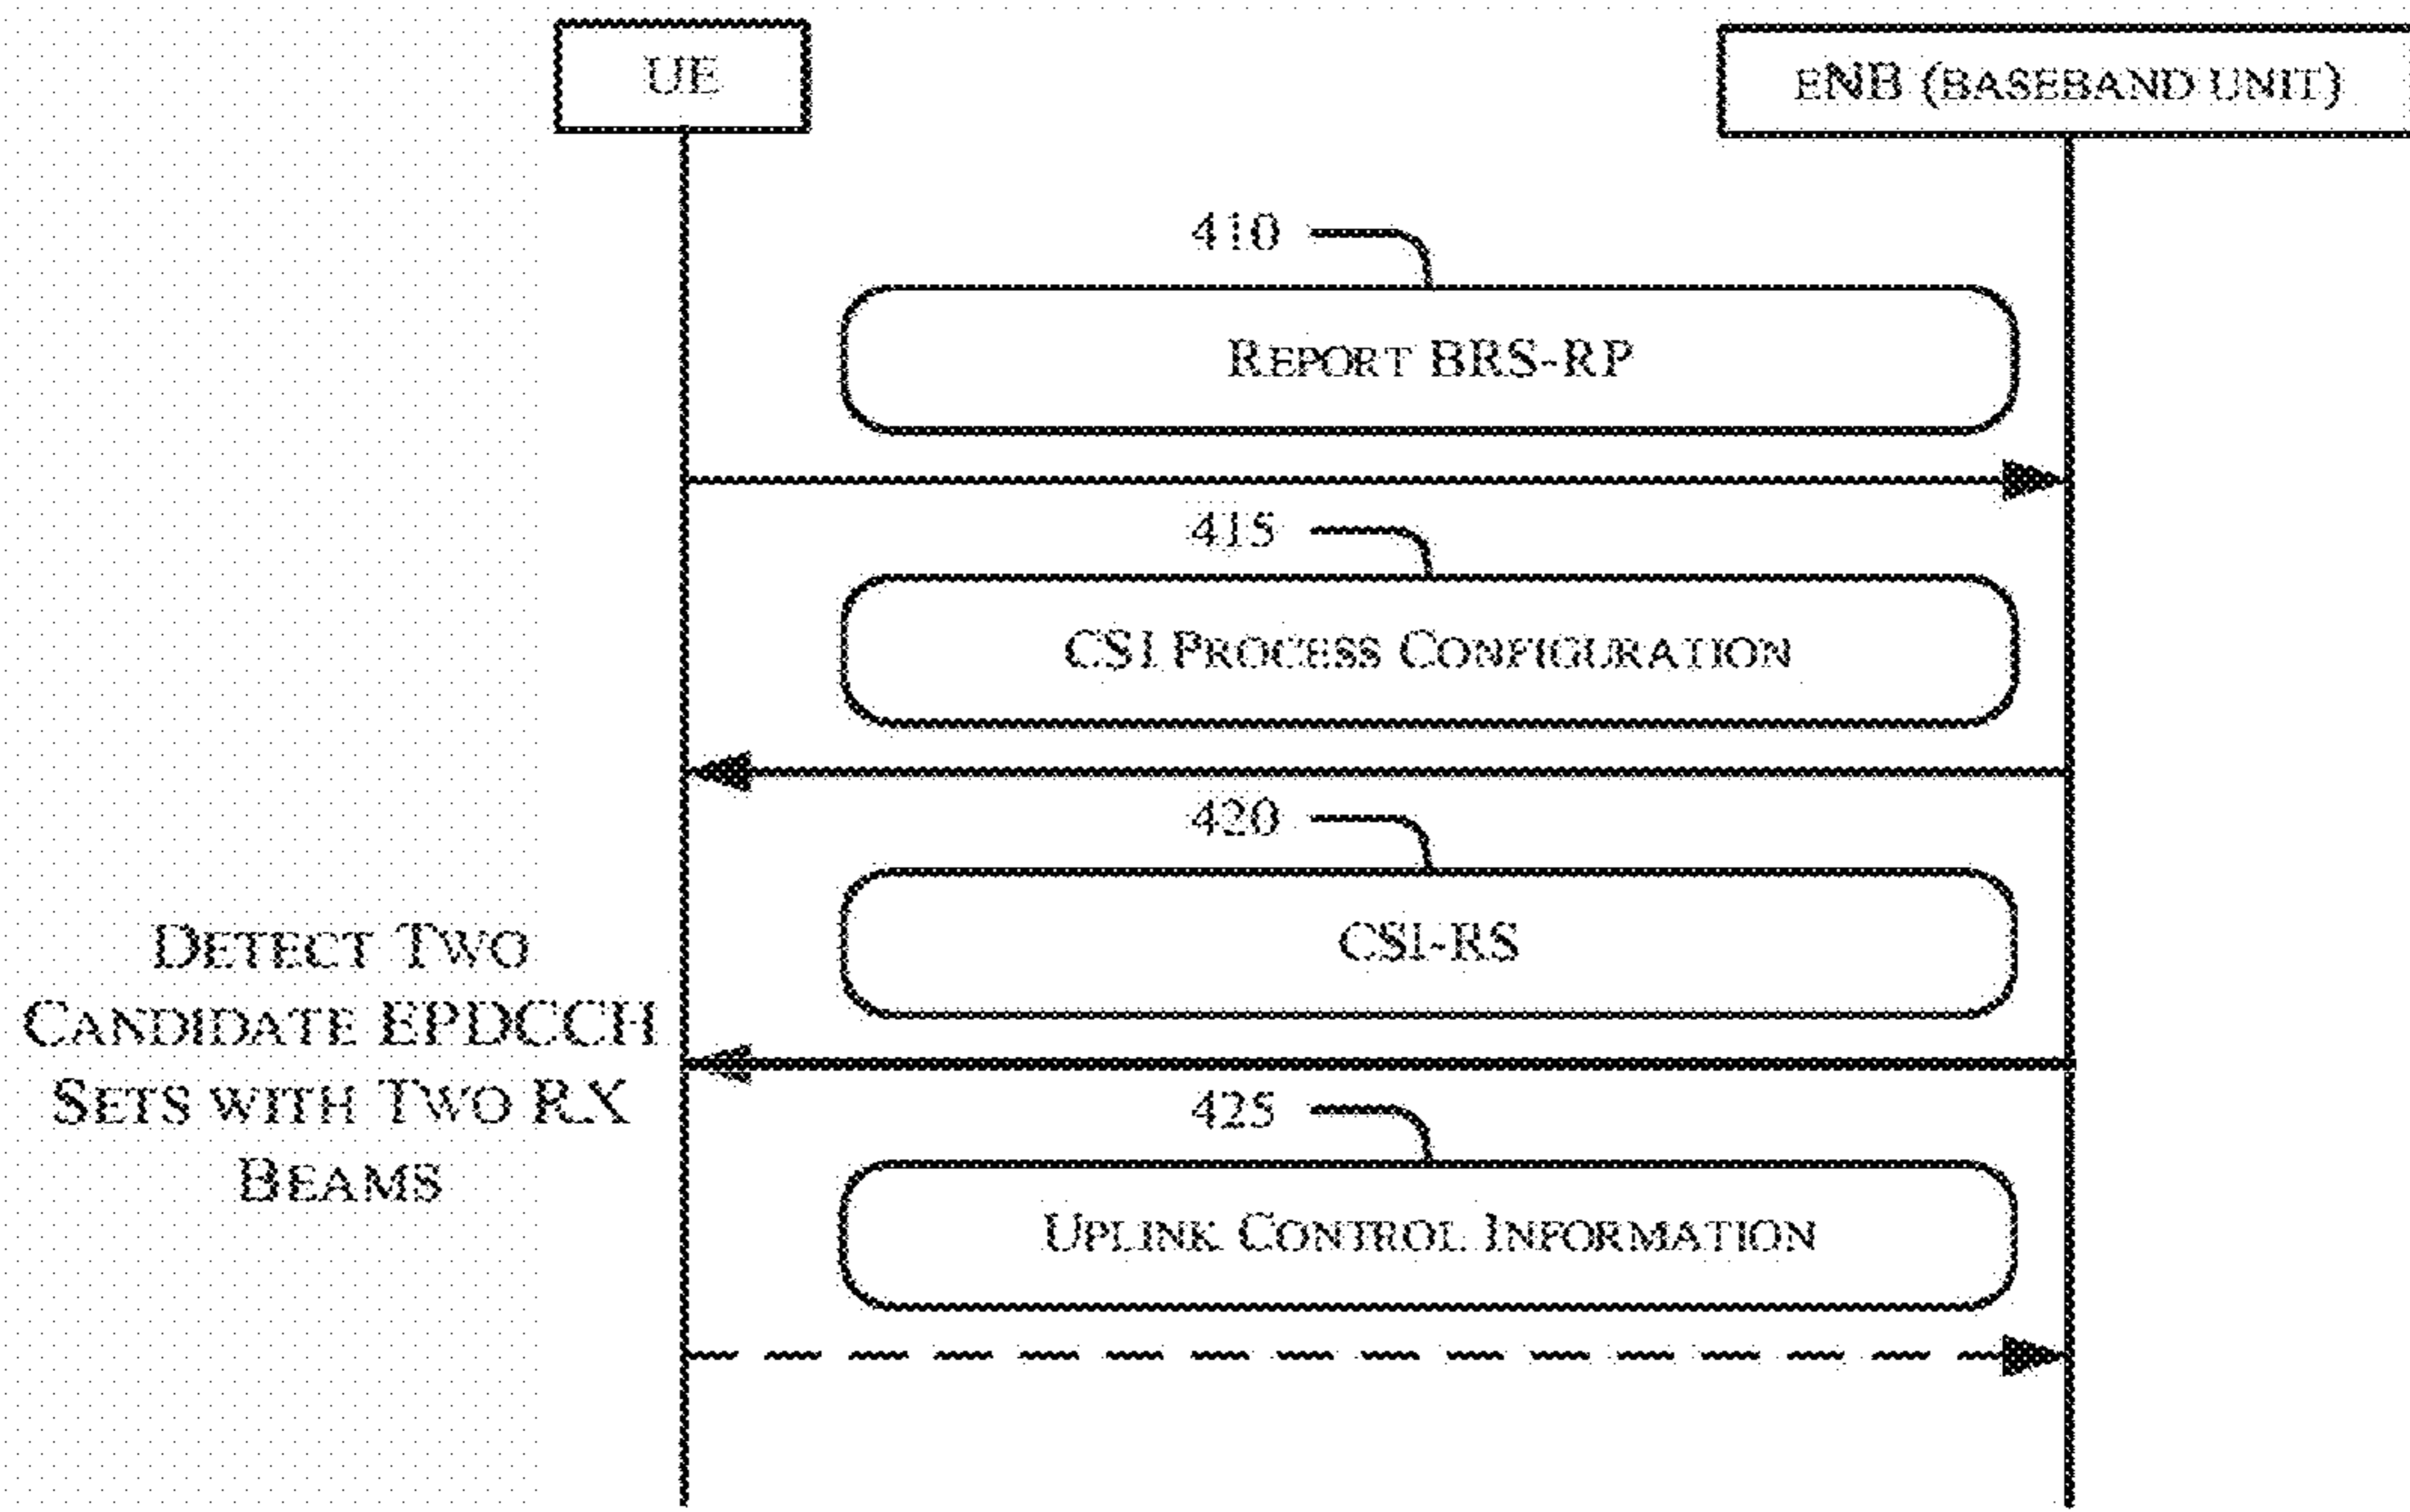 UE
eNB (BASEBAND UNIT)
410
REPORT BRS-RP
415
CSI PROCESS CONFIGURATION
420
CSI-RS
DETECT TWO
CANDIDATE EPDCCH
SETS WITH TWO RX
BEAMS
425
UPLINK CONTROL INFORMATION